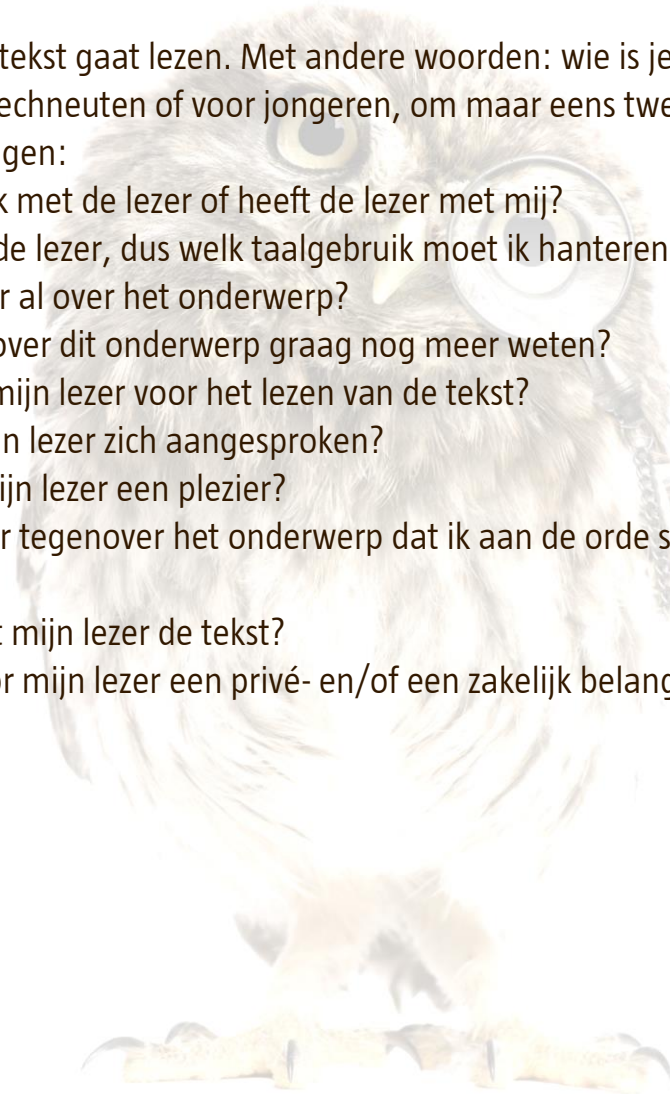 tekst gaat lezen. Met andere woorden: wie is je
echneuten of voor jongeren, om maar eens twe
gen:
k met de lezer of heeft de lezer met mij?
de lezer, dus welk taalgebruik moet ik hanteren
r al over het onderwerp?
over dit onderwerp graag nog meer weten?
mijn lezer voor het lezen van de tekst?
n lezer zich aangesproken?
ijn lezer een plezier?
r tegenover het onderwerp dat ik aan de orde s
t mijn lezer de tekst?
or mijn lezer een privé- en/of een zakelijk belang